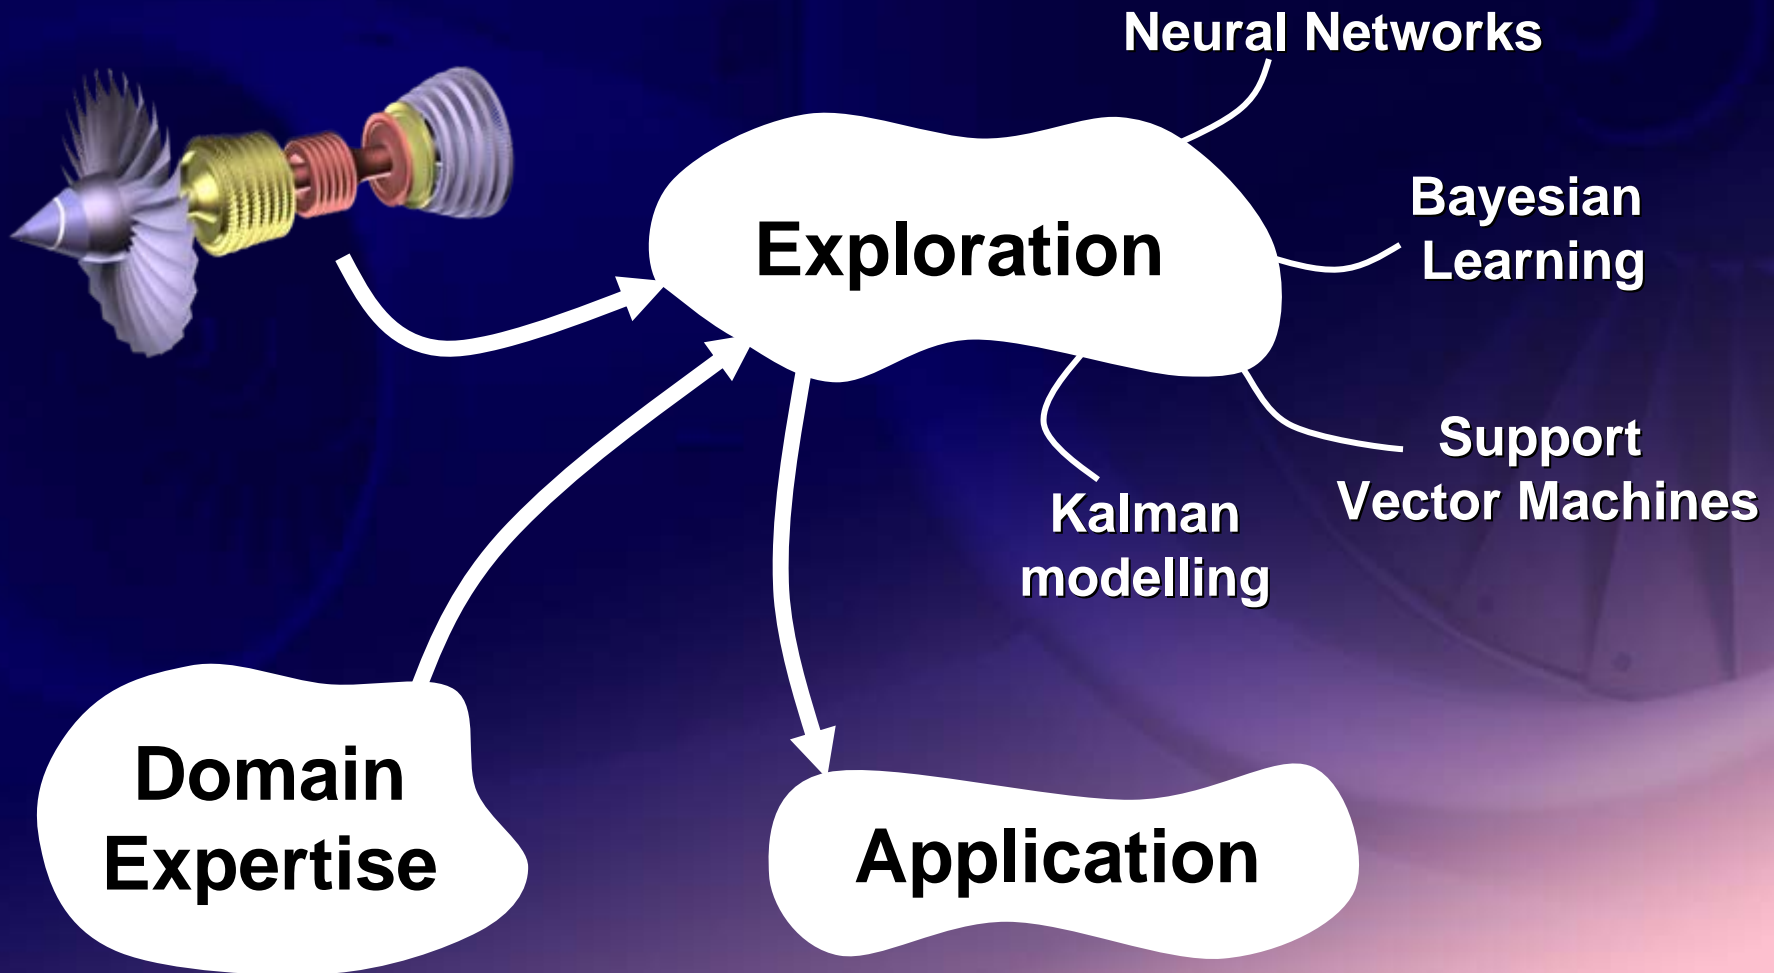 Neural Networks
Exploration
Bayesian
Learning
Support
Vector Machines
Kalman
modelling
Domain
Expertise
Application